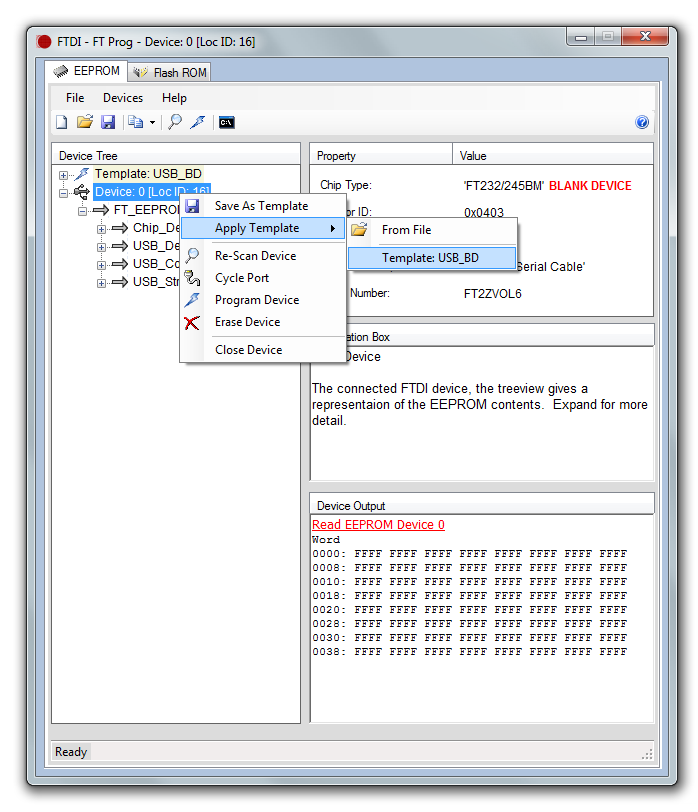 FTDI - FT Prog - Device: 0 [Loc ID: 16]
EEPROM
Flash ROM
File Devices Help
C:\
Device Tree
Template: USB_BD
Device: 0 [Loc ID: 16]
FT_EEPROM
Chip_De
USB_De
USB_Co
USB_Str
Save As Template
Apply Template
Re-Scan Device
Cycle Port
Program Device
Erase Device
Close Device
From File
Template: USB_BD
Property Value
Chip Type: 'FT232/245BM' BLANK DEVICE
or ID: 0x0403
Serial Cable'
Number: FT2ZVOL6
ation Box
Device
The connected FTDI device, the treeview gives a
representaion of the EEPROM contents. Expand for more
detail.
Device Output
Read EEPROM Device 0
Word
0000: FFFF FFFF FFFF FFFF FFFF FFFF FFFF FFFF
0008: FFFF FFFF FFFF FFFF FFFF FFFF FFFF FFFF
0010: FFFF FFFF FFFF FFFF FFFF FFFF FFFF FFFF
0018: FFFF FFFF FFFF FFFF FFFF FFFF FFFF FFFF
0020: FFFF FFFF FFFF FFFF FFFF FFFF FFFF FFFF
0028: FFFF FFFF FFFF FFFF FFFF FFFF FFFF FFFF
0030: FFFF FFFF FFFF FFFF FFFF FFFF FFFF FFFF
0038: FFFF FFFF FFFF FFFF FFFF FFFF FFFF FFFF
Ready